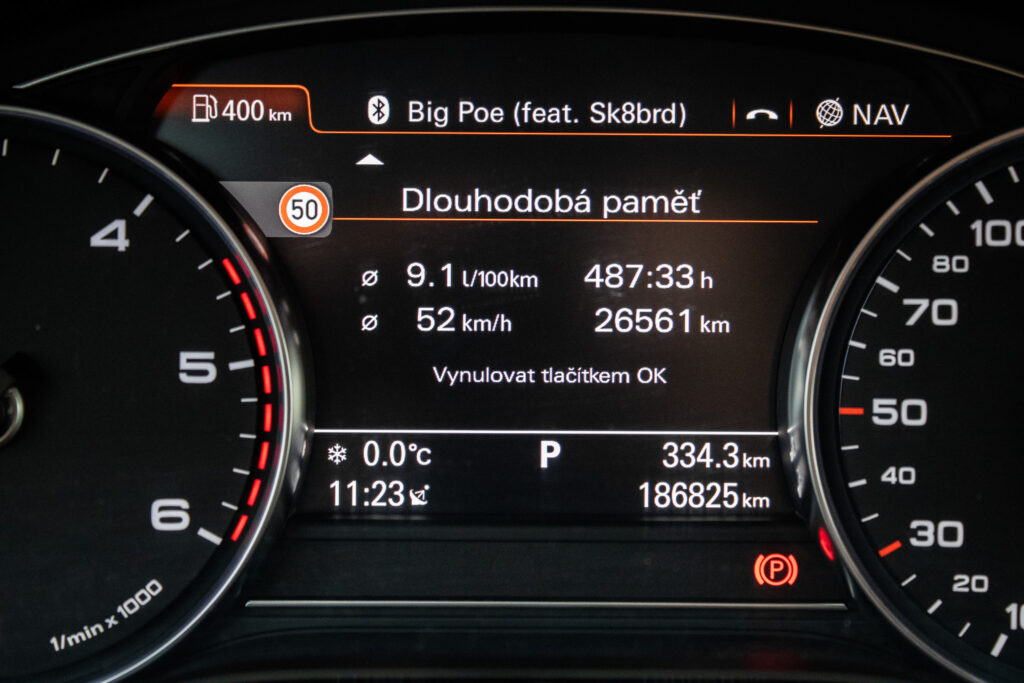 400 km
Big Poe (feat. Sk8brd)
NAV
50
Dlouhodobá paměť
ø 9.1 l/100km 487:33 h
ø 52 km/h 26561 km
Vynulovat tlačítkem OK
0.0°C P 334.3 km
11:23 186825 km
P
4
5
6
1/min x 1000
100
80
70
60
50
40
30
20